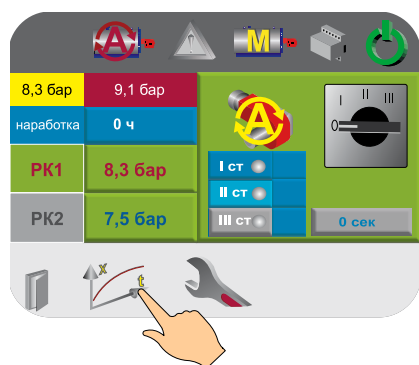 A M
8,3 бар 9,1 бар
наработка 0 ч
A
I II III
0
РК1 8,3 бар
I ст
II ст
РК2 7,5 бар
III ст
0 сек
X
t